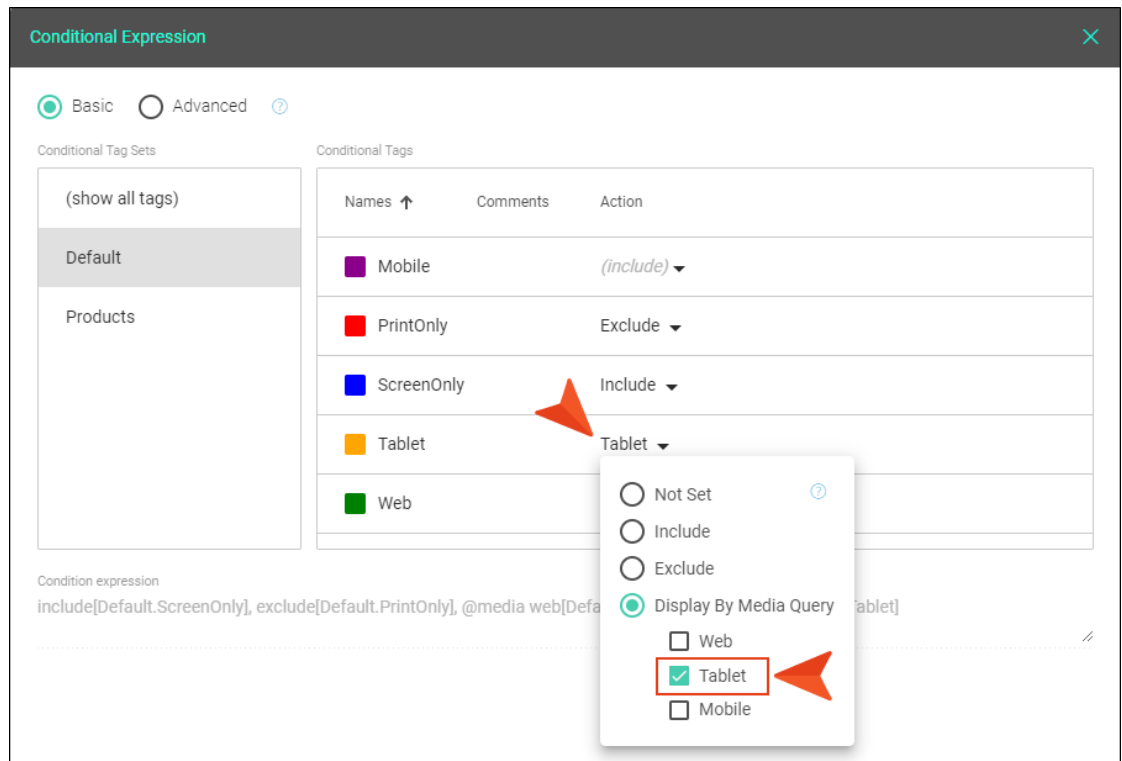 Conditional Expression
Basic Advanced ?
Conditional Tag Sets
Conditional Tags
(show all tags)
Default
Products
Names Comments Action
Mobile (include)
PrintOnly Exclude
ScreenOnly Include
Tablet Tablet
Web
Not Set ?
Include
Exclude
Display By Media Query
Web
Tablet
Mobile
Condition expression
include[Default.ScreenOnly], exclude[Default.PrintOnly], @media web[Defa ablet]